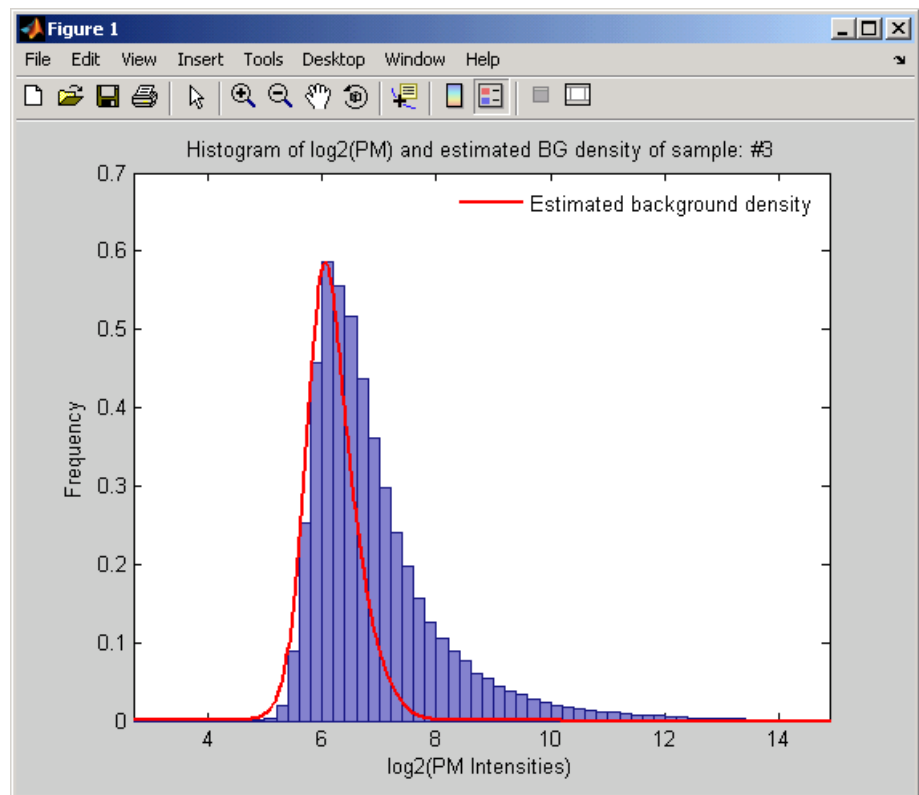 Figure 1
File Edit View Insert Tools Desktop Window Help
Histogram of log2(PM) and estimated BG density of sample: #3
Estimated background density
0.7
0.6
0.5
0.4
0.3
0.2
0.1
0
Frequency
4 6 8 10 12 14
log2(PM Intensities)